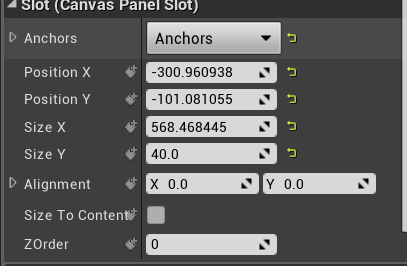 Slot (Canvas Panel Slot)
Anchors Anchors
Position X -300.960938
Position Y -101.081055
Size X 568.468445
Size Y 40.0
Alignment X 0.0 Y 0.0
Size To Content
ZOrder 0